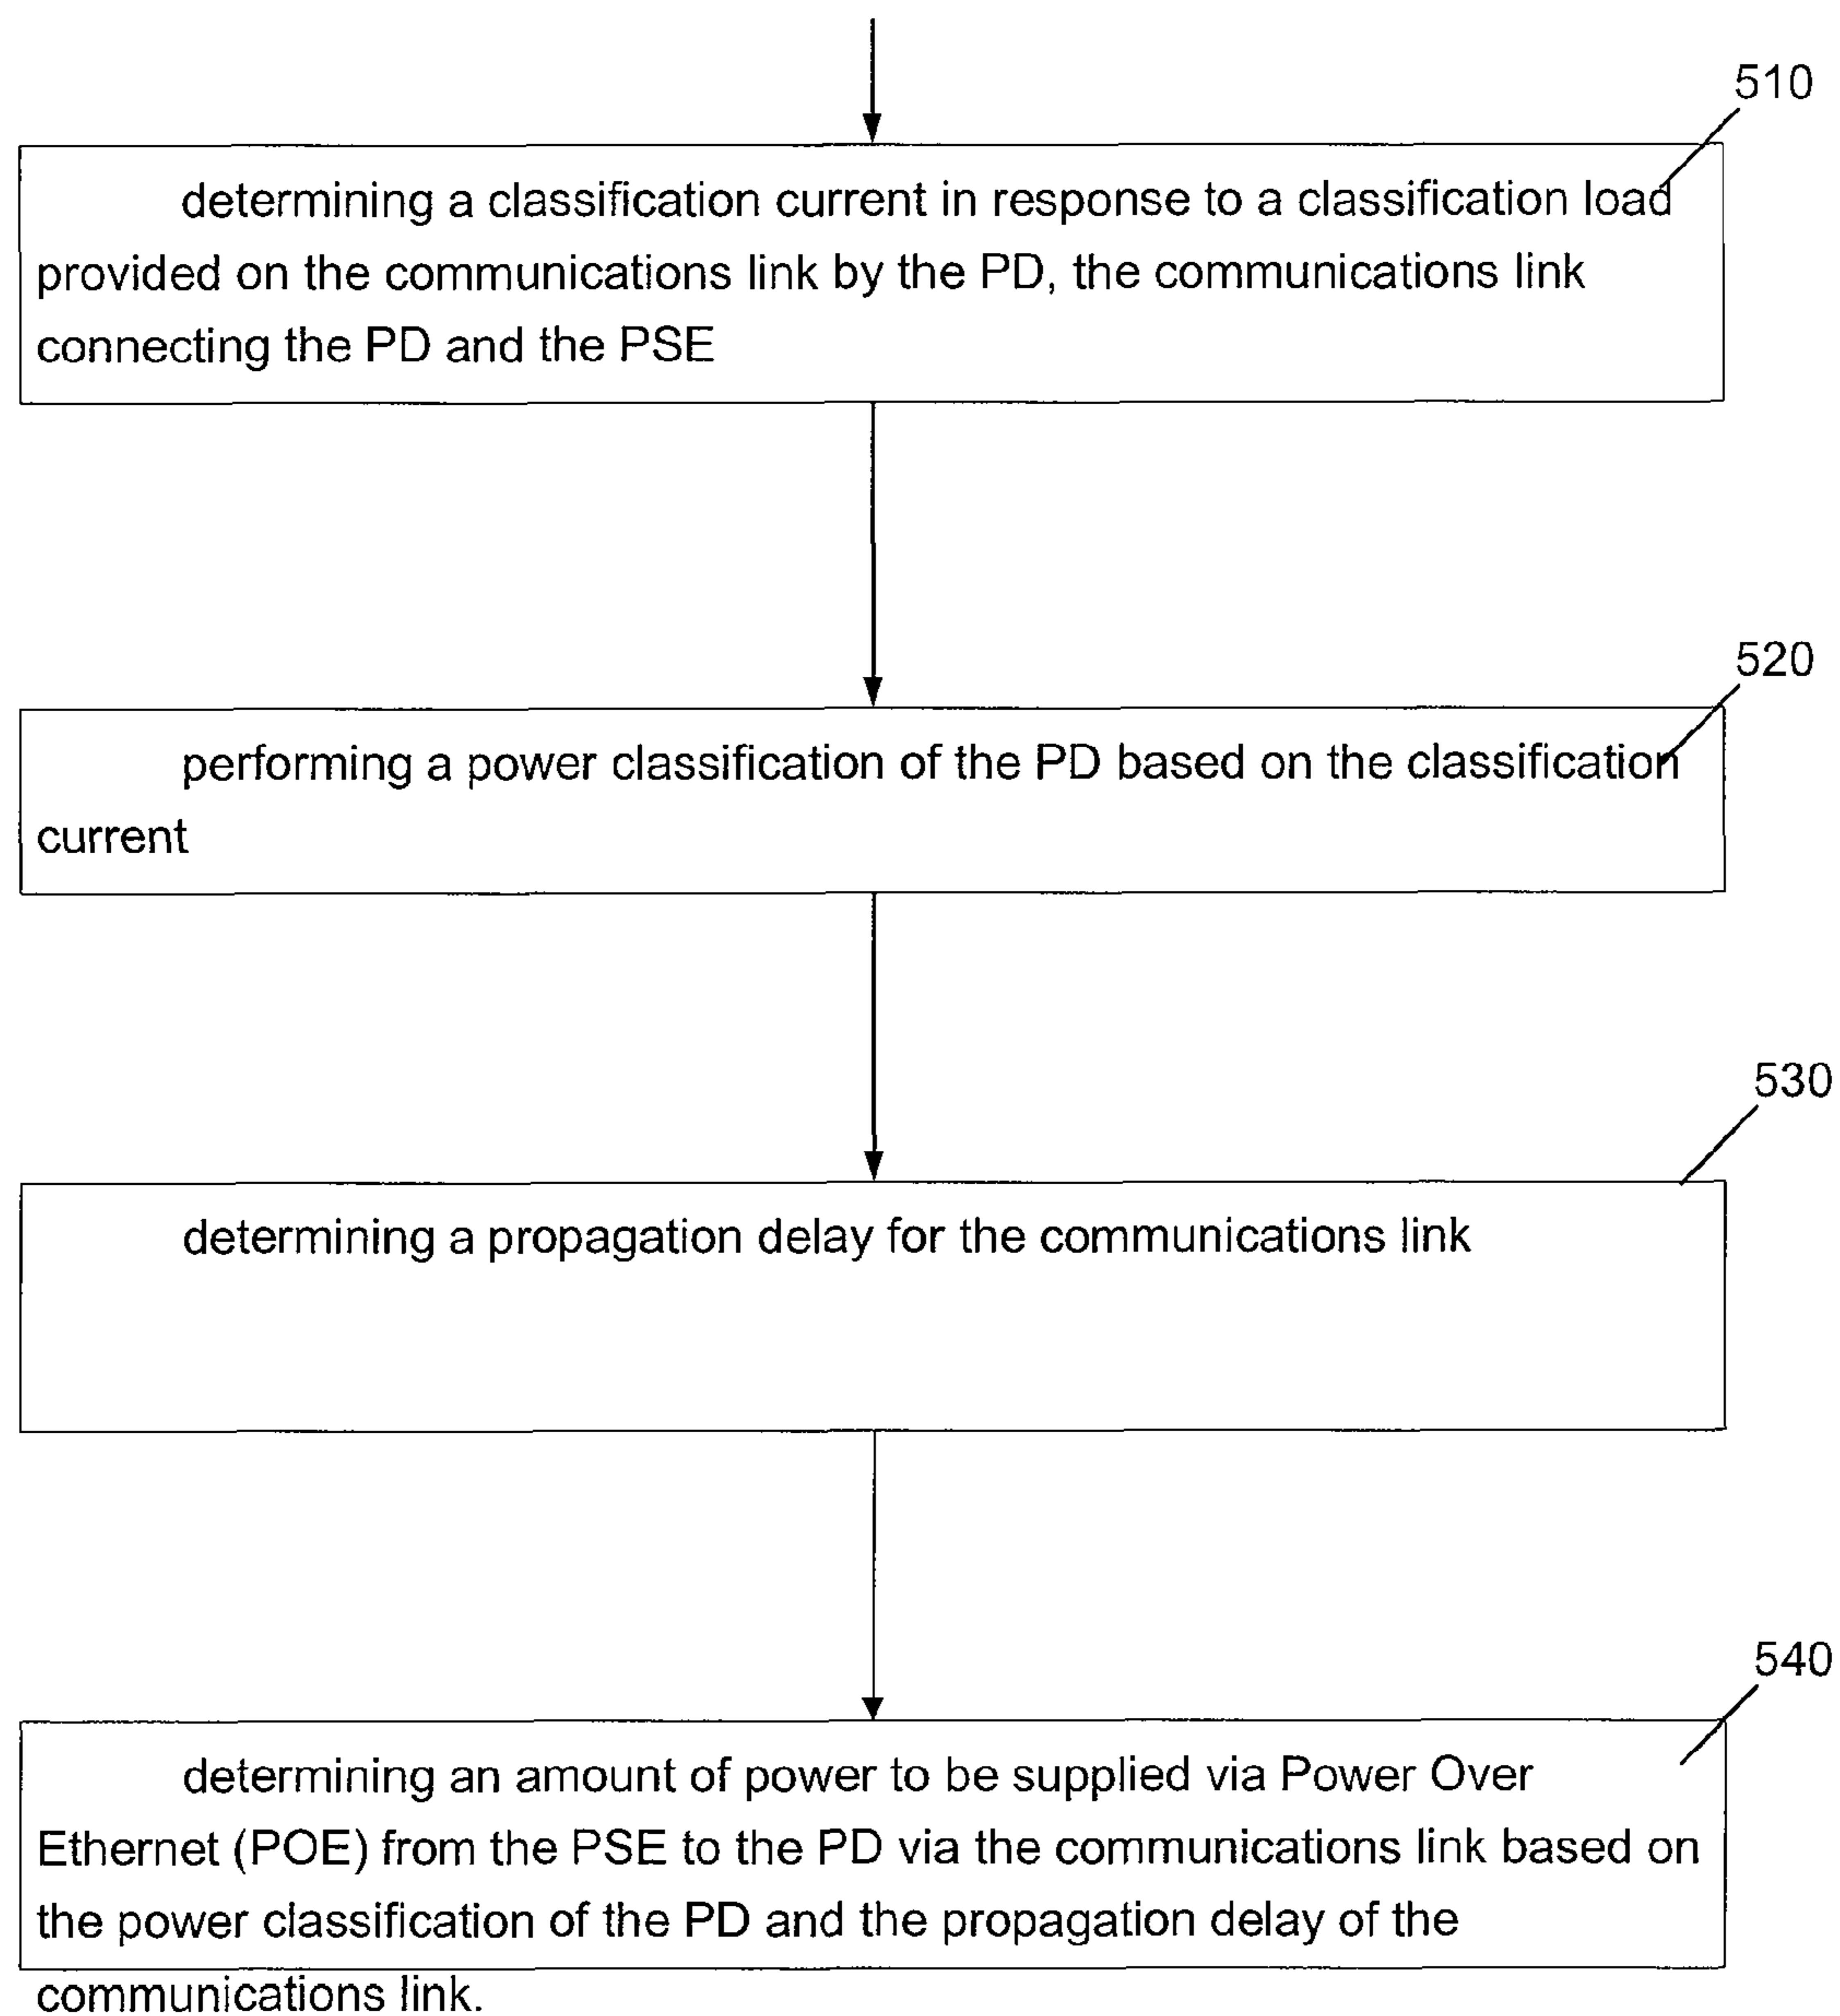 510
determining a classification current in response to a classification load
provided on the communications link by the PD, the communications link
connecting the PD and the PSE
520
performing a power classification of the PD based on the classification
current
530
determining a propagation delay for the communications link
540
determining an amount of power to be supplied via Power Over
Ethernet (POE) from the PSE to the PD via the communications link based on
the power classification of the PD and the propagation delay of the
communications link.